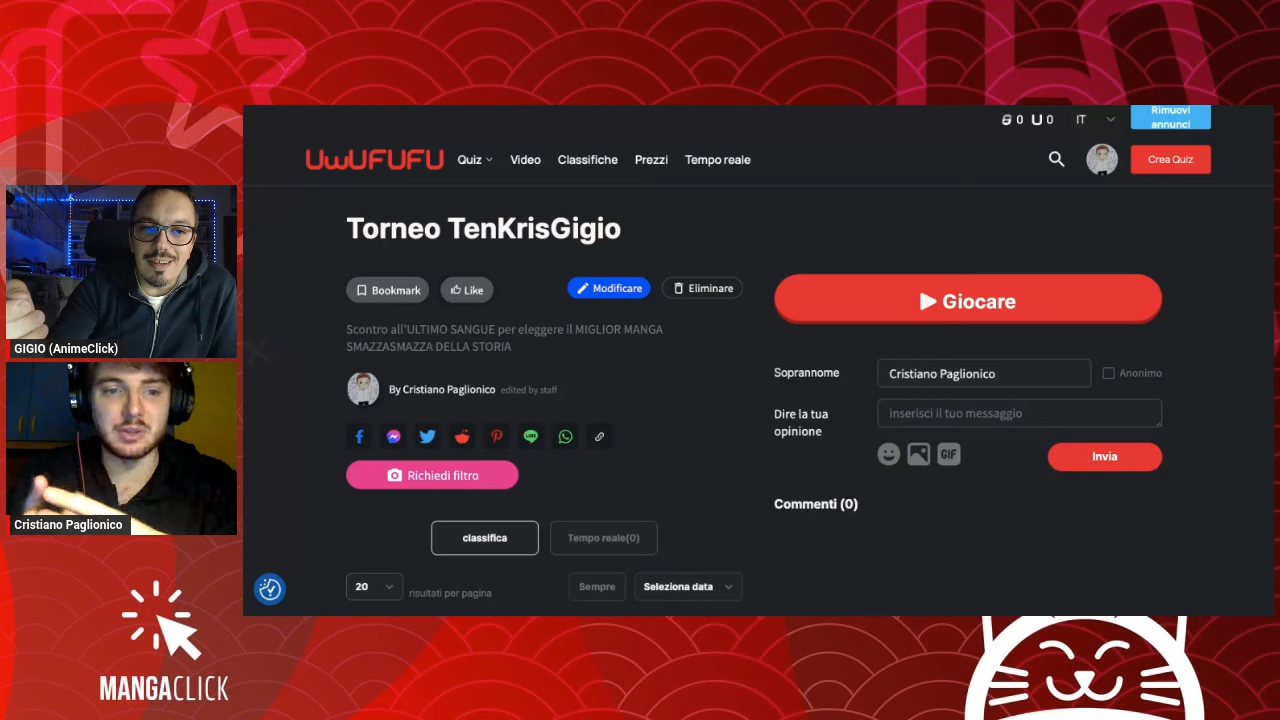 Rimuovi
annunci
0 U 0 IT
UWUFUFU Quiz Video Classifiche Prezzi Tempo reale
Crea Quiz
Torneo TenKrisGigio
Bookmark Like Modificare Eliminare
Giocare
Scontro all'ULTIMO SANGUE per eleggere il MIGLIOR MANGA
SMAZZASMAZZA DELLA STORIA
GIGIO (AnimeClick)
By Cristiano Paglionico edited by staff
Soprannome Cristiano Paglionico Anonimo
Dire la tua
opinione
inserisci il tuo messaggio
GIF
Invia
LINE
Richiedi filtro
Commenti (0)
Cristiano Paglionico
classifica Tempo reale(0)
20 risultati per pagina Sempre Seleziona data
MANGACLICK